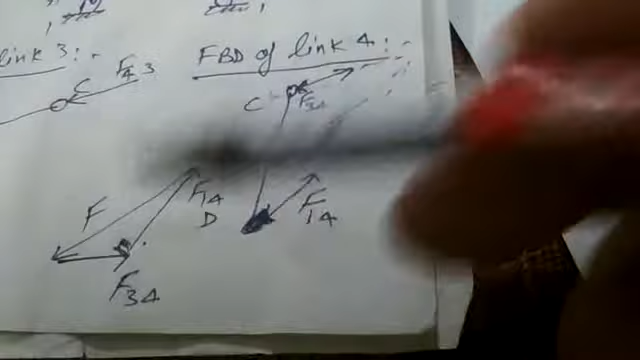 link 3:-
FBD of link 4:-
C
F43
C
F34
F
F14
D
F14
F34